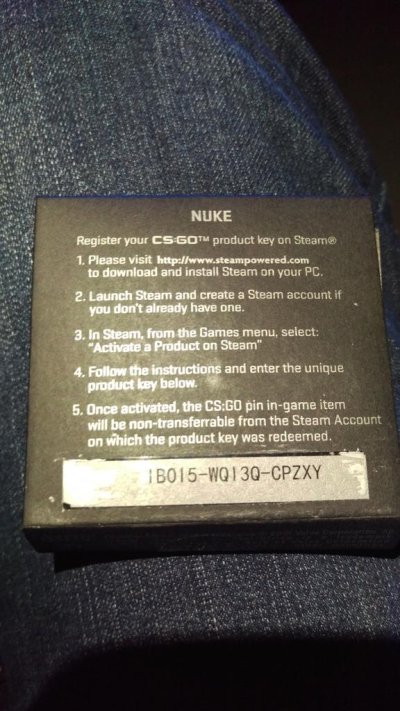 NUKE
Register your CS:GO™ product key on Steam®
1. Please visit http://www.steampowered.com
to download and install Steam on your PC.
2. Launch Steam and create a Steam account if
you don't already have one.
3. In Steam, from the Games menu, select:
"Activate a Product on Steam"
4. Follow the instructions and enter the unique
product key below.
5. Once activated, the CS:GO pin in-game item
will be non-transferrable from the Steam Account
on which the product key was redeemed.
1B015-WQ13Q-CPZXY